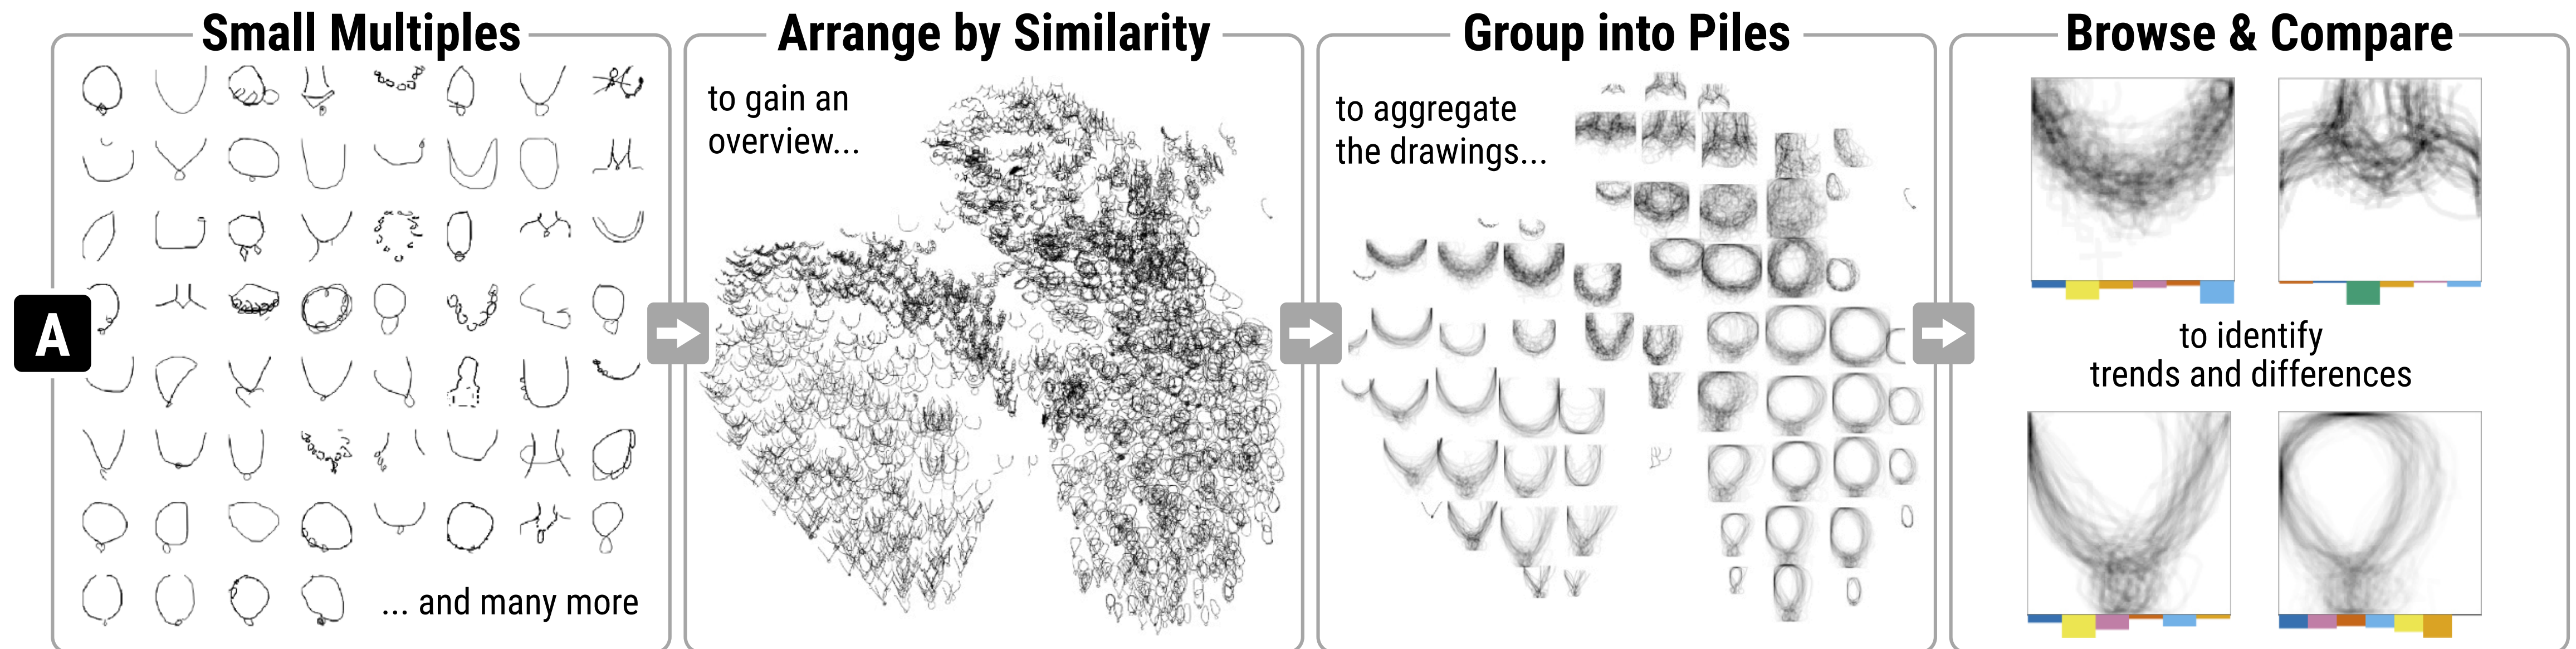 Small Multiples
Arrange by Similarity
Group into Piles
Browse & Compare
A
... and many more
to gain an
overview...
to aggregate
the drawings...
to identify
trends and differences